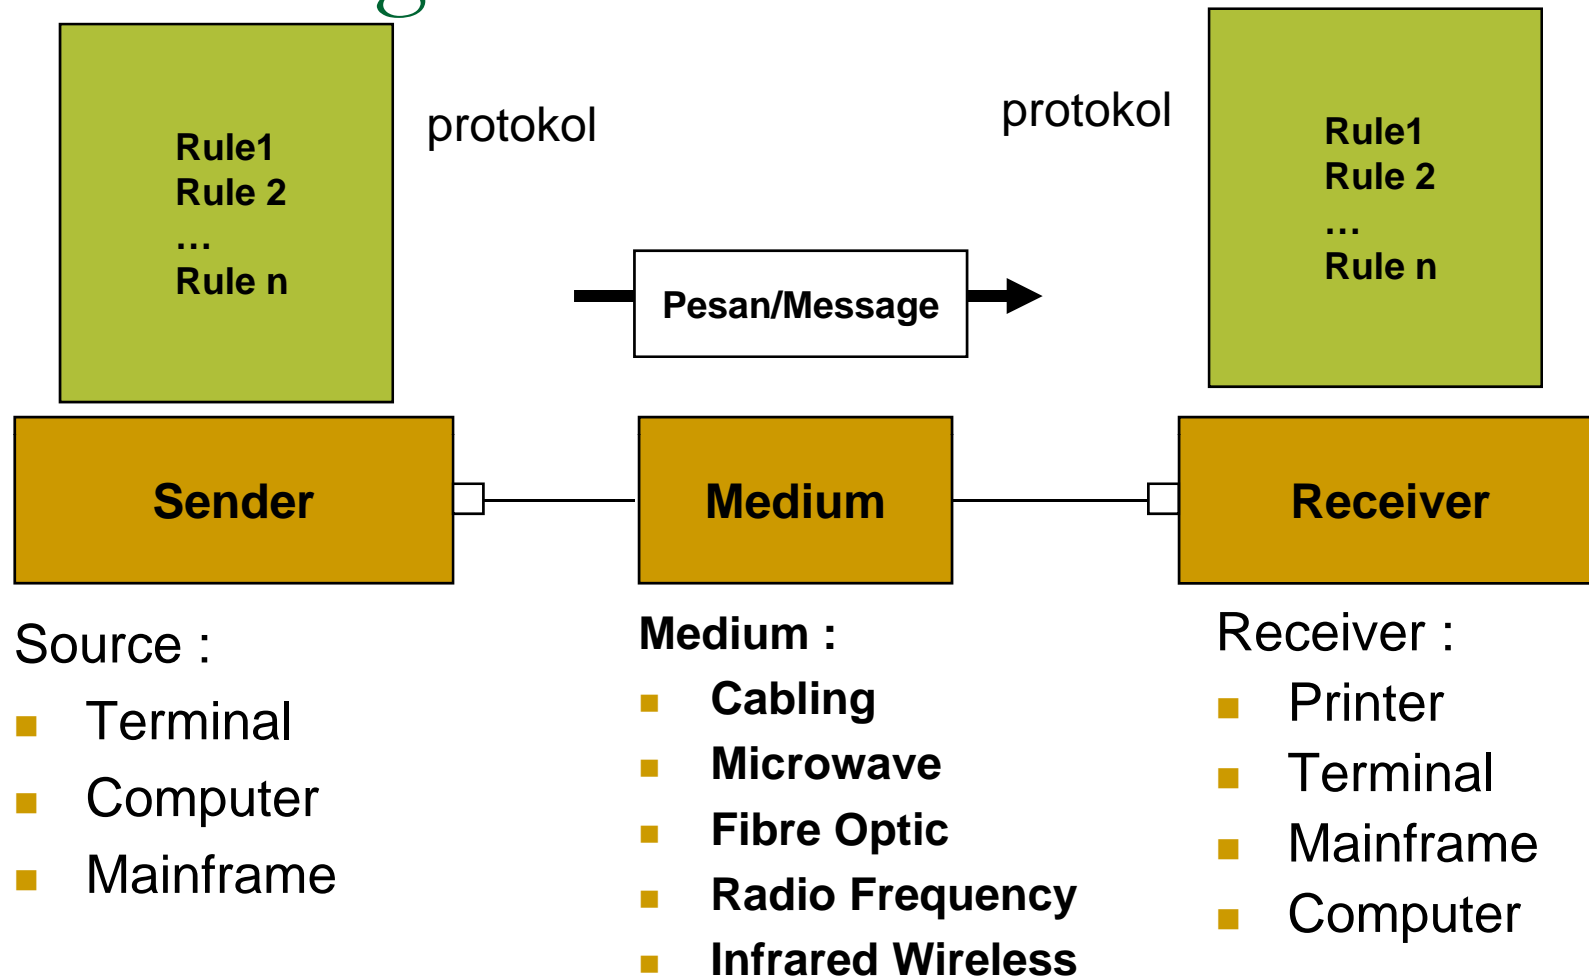 Rule1
Rule 2
…
Rule n
protokol
protokol
Rule1
Rule 2
…
Rule n
Pesan/Message
Sender
Medium
Receiver
Source :
Terminal
Computer
Mainframe
Medium :
Cabling
Microwave
Fibre Optic
Radio Frequency
Infrared Wireless
Receiver :
Printer
Terminal
Mainframe
Computer